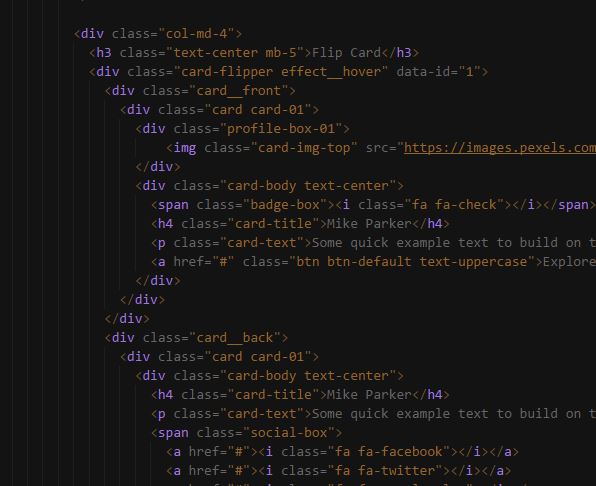 <div class="col-md-4">
<h3 class="text-center mb-5">Flip Card</h3>
<div class="card-flipper effect__hover" data-id="1">
<div class="card__front">
<div class="card card-01">
<div class="profile-box-01">
<img class="card-img-top" src="https://images.pexels.com
</div>
<div class="card-body text-center">
<span class="badge-box"><i class="fa fa-check"></i></span>
<h4 class="card-title">Mike Parker</h4>
<p class="card-text">Some quick example text to build on t
<a href="#" class="btn btn-default text-uppercase">Explore
</div>
</div>
</div>
<div class="card__back">
<div class="card card-01">
<div class="card-body text-center">
<h4 class="card-title">Mike Parker</h4>
<p class="card-text">Some quick example text to build on t
<span class="social-box">
<a href="#"><i class="fa fa-facebook"></i></a>
<a href="#"><i class="fa fa-twitter"></i></a>